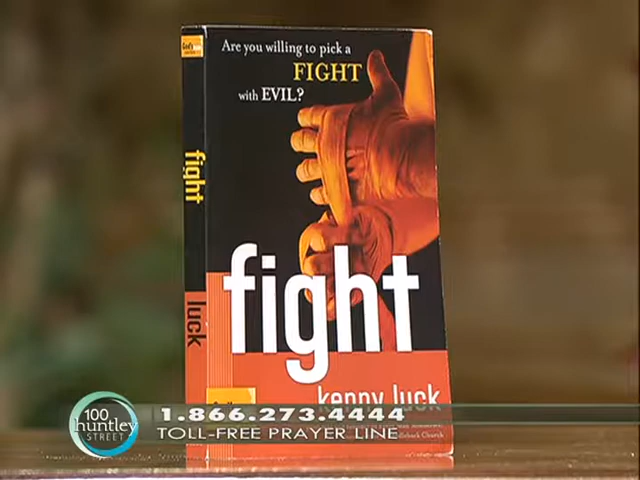 Are you willing to pick a
FIGHT
with EVIL?
fight
luck
fight
kenny luck
100
huntley
STREET
1.866.273.4444
TOLL-FREE PRAYER LINE